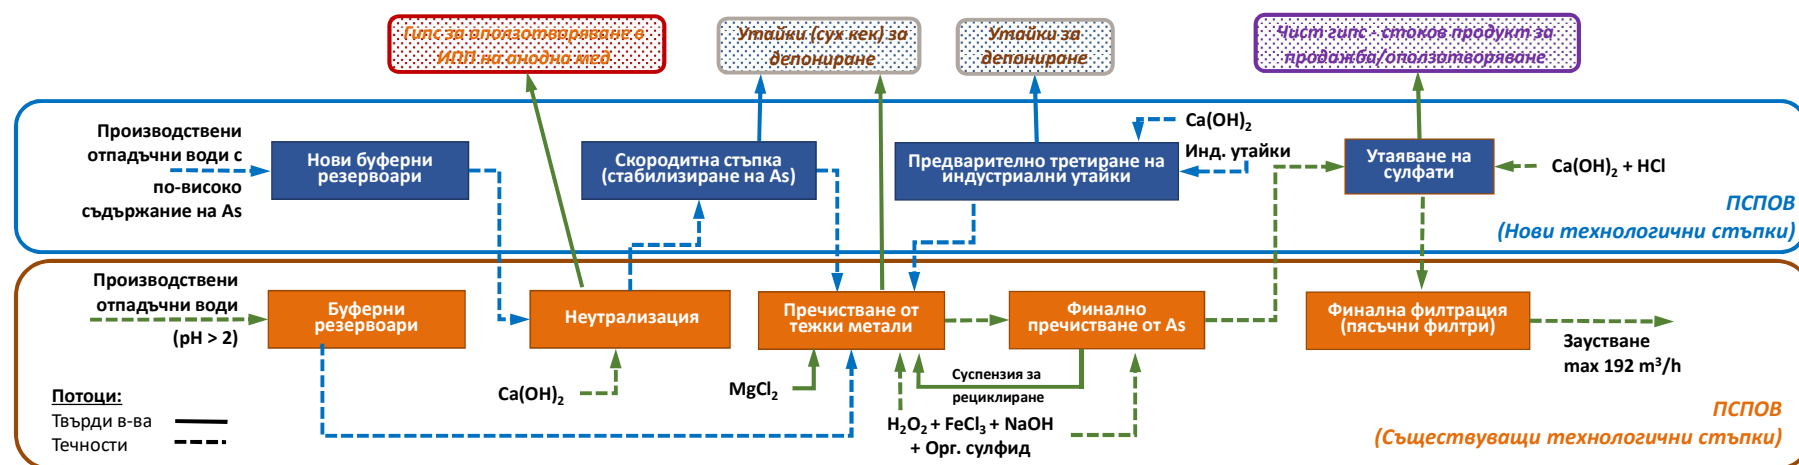 Гипс за оползотворяване в
ИПП на анодна мед
Утайки (сух кек) за
депониране
Утайки за
депониране
Чист гипс - стоков продукт за
продажба/оползотворяване
Производствени
отпадъчни води с
по-високо
съдържание на As
Нови буферни
резервоари
Скородитна стъпка
(стабилизиране на As)
Предварително третиране на
индустриални утайки
Ca(OH)₂
Инд. утайки
Утаяване на
сулфати
Ca(OH)₂ + HCl
ПСПОВ
(Нови технологични стъпки)
Производствени
отпадъчни води
(pH > 2)
Буферни
резервоари
Неутрализация
Пречистване от
тежки метали
Финално
пречистване от As
Финална филтрация
(пясъчни филтри)
Заустване
max 192 m³/h
Ca(OH)₂
MgCl₂
Суспензия за
рециклиране
H₂O₂ + FeCl₃ + NaOH
+ Орг. сулфид
Потоци:
Твърди в-ва
Течности
ПСПОВ
(Съществуващи технологични стъпки)